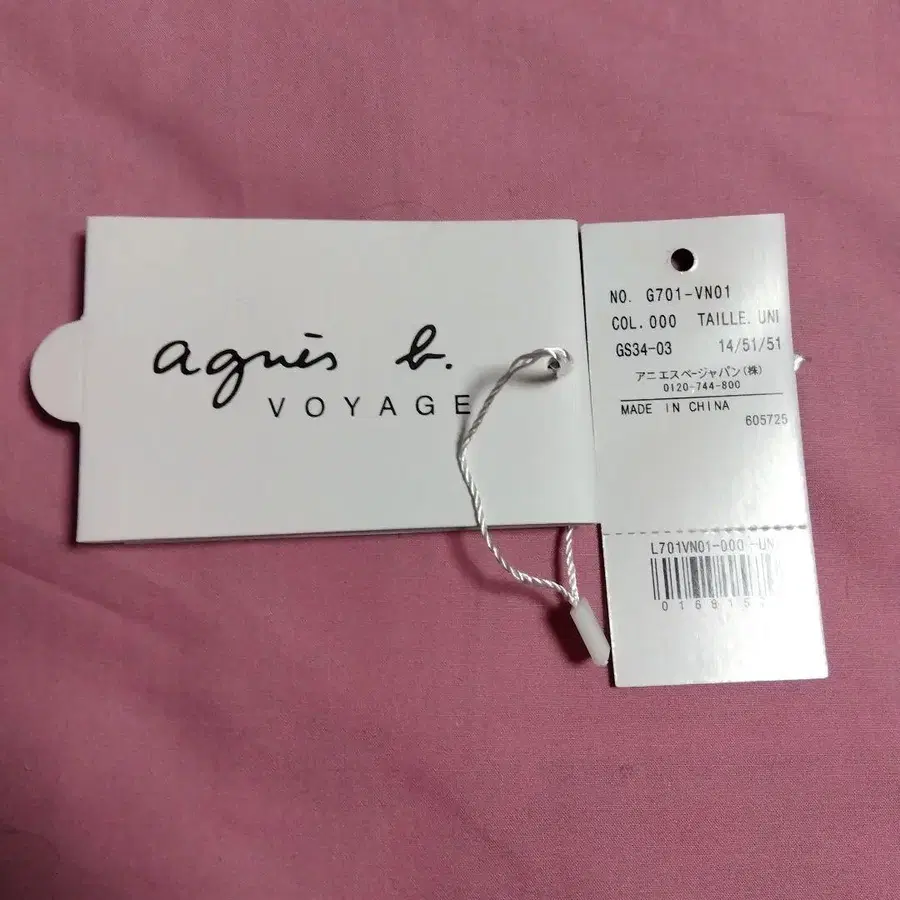 agnès b.
VOYAGE
NO. G701-VN01
COL. 000 TAILLE. UNI
GS34-03 14/51/51
アニエスベージャパン(株)
0120-744-800
MADE IN CHINA
605725
L701VN01-000 -UN